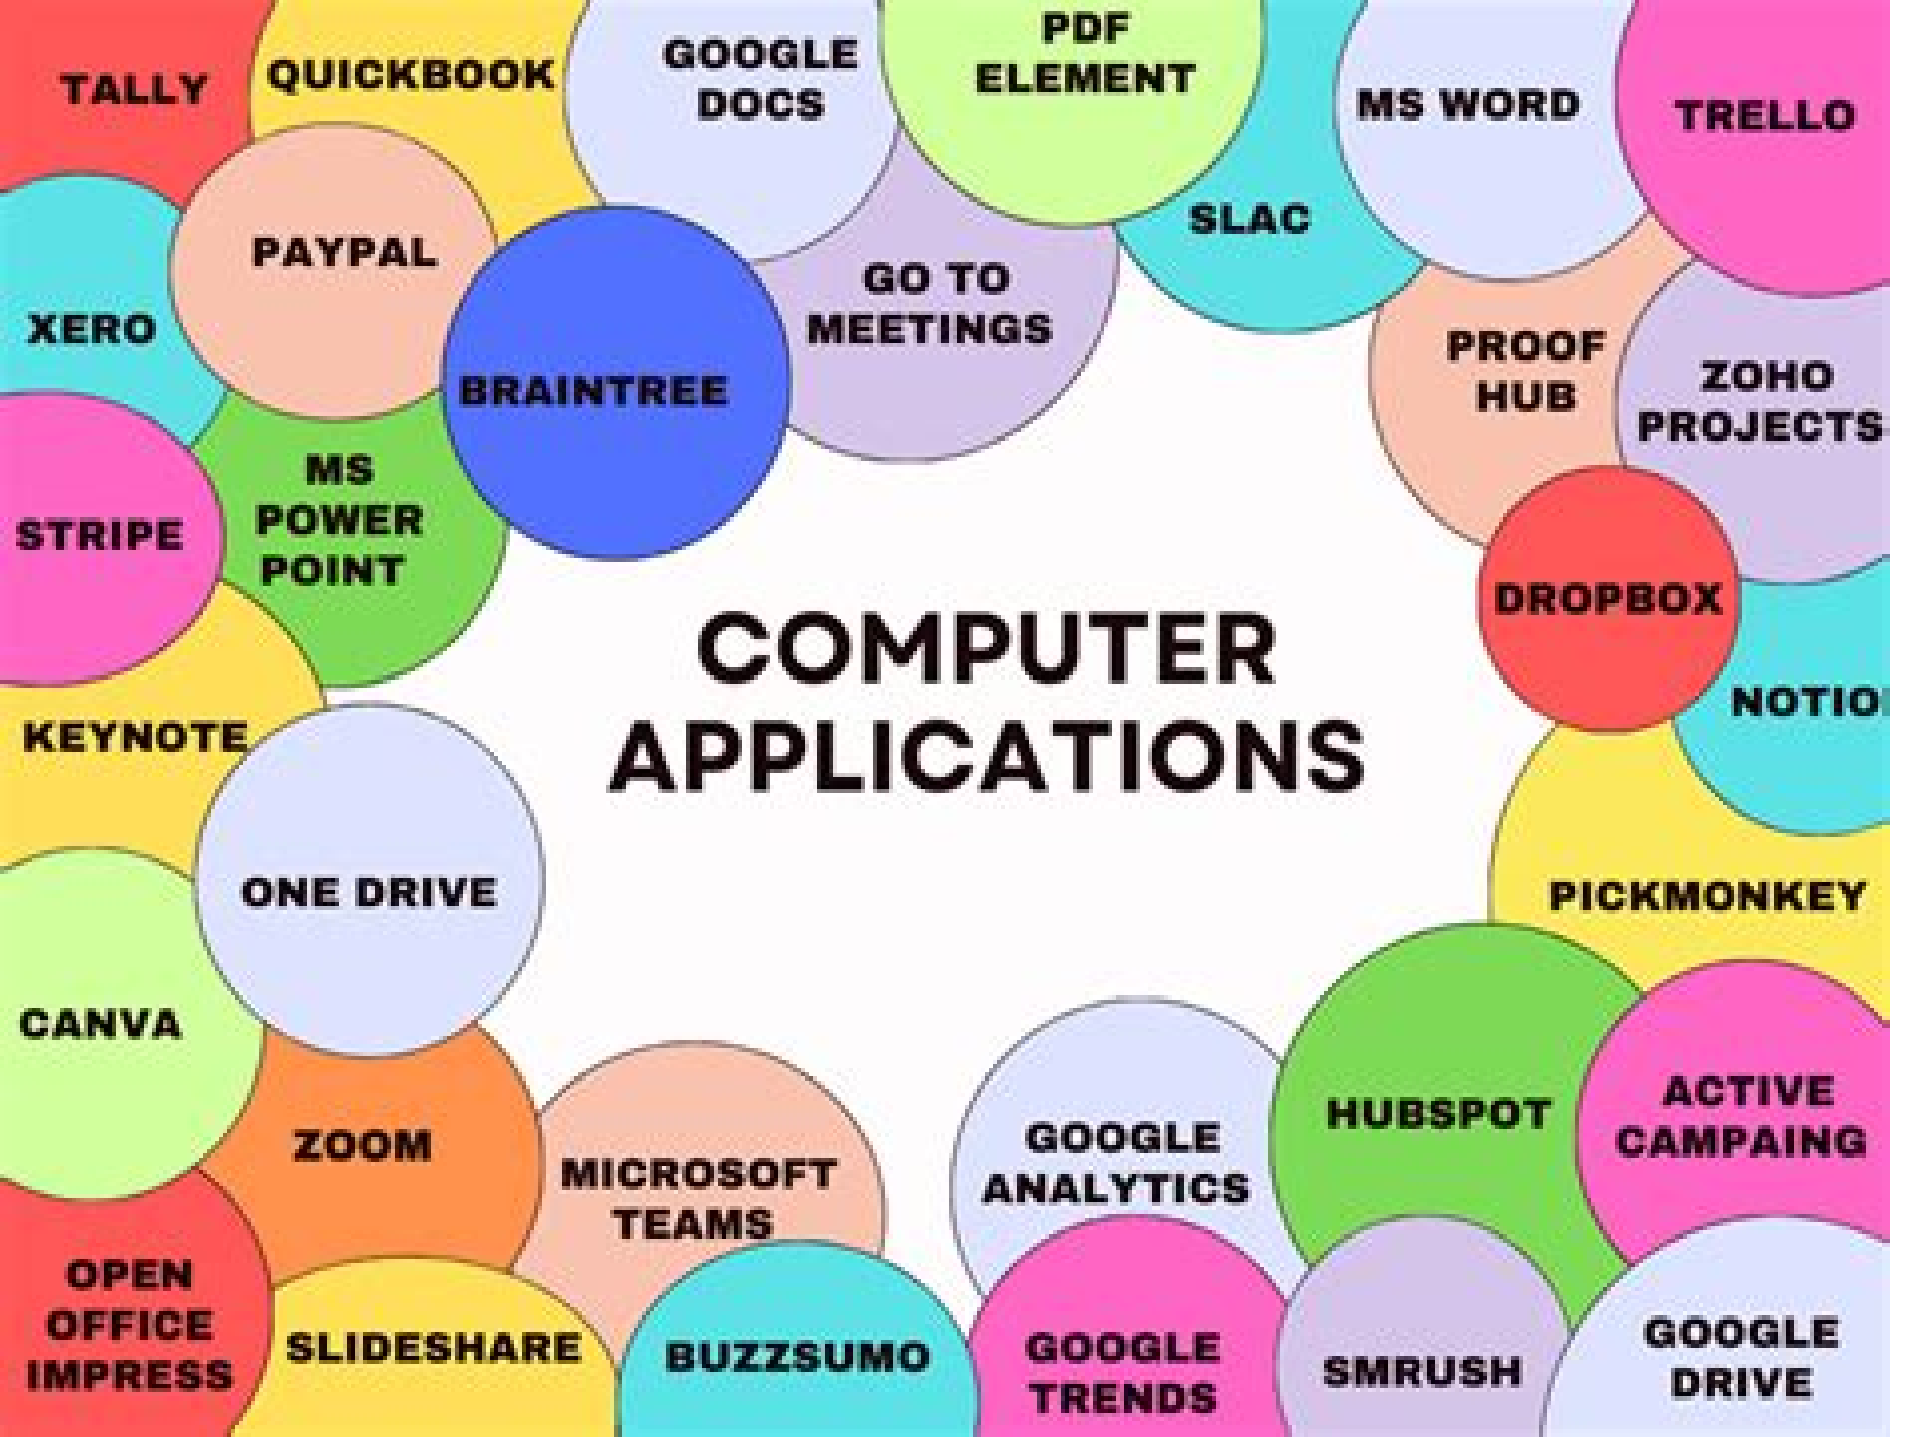 TALLY
QUICKBOOK
GOOGLE
DOCS
PDF
ELEMENT
MS WORD
TRELLO
SLAC
PAYPAL
XERO
GO TO
MEETINGS
BRAINTREE
PROOF
HUB
ZOHO
PROJECTS
STRIPE
MS
POWER
POINT
DROPBOX
COMPUTER
APPLICATIONS
NOTIO
KEYNOTE
ONE DRIVE
PICKMONKEY
CANVA
ZOOM
MICROSOFT
TEAMS
GOOGLE
ANALYTICS
HUBSPOT
ACTIVE
CAMPAING
OPEN
OFFICE
IMPRESS
SLIDESHARE
BUZZSUMO
GOOGLE
TRENDS
SMRUSH
GOOGLE
DRIVE